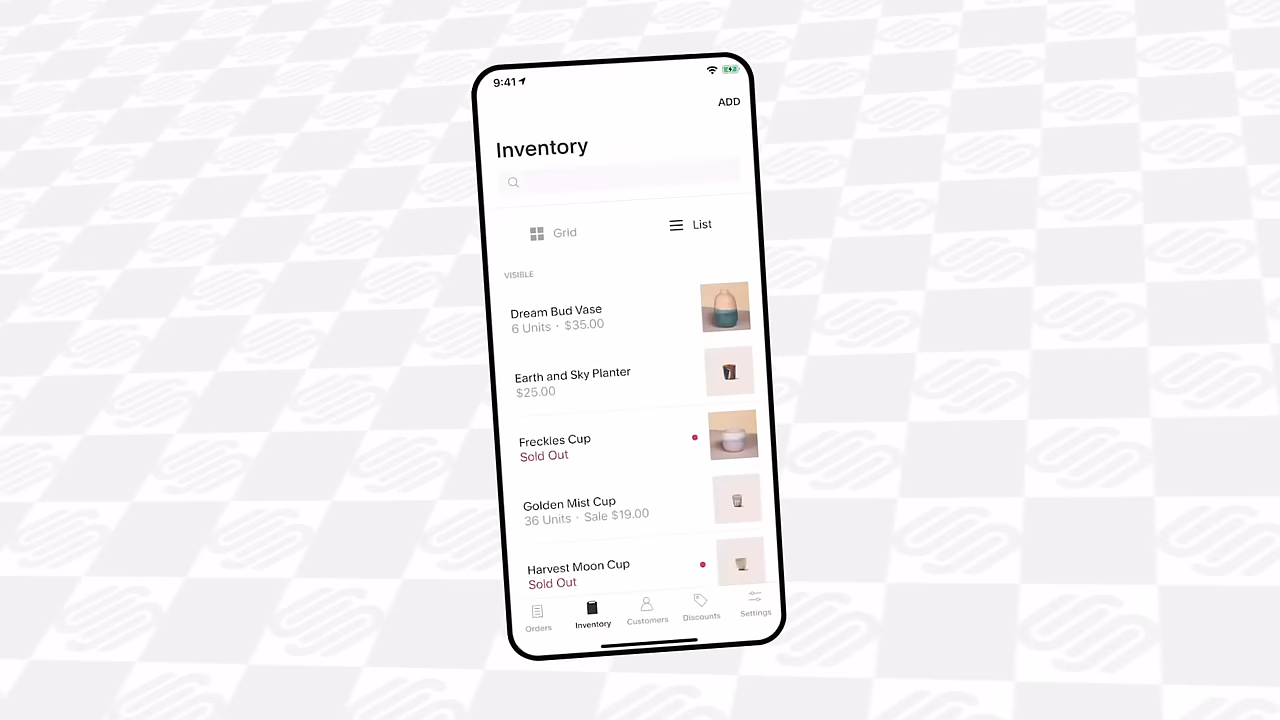 9:41
ADD
Inventory
Grid
List
VISIBLE
Dream Bud Vase
6 Units · $35.00
Earth and Sky Planter
$25.00
Freckles Cup
Sold Out
Golden Mist Cup
36 Units · Sale $19.00
Harvest Moon Cup
Sold Out
Orders
Inventory
Customers
Discounts
Settings